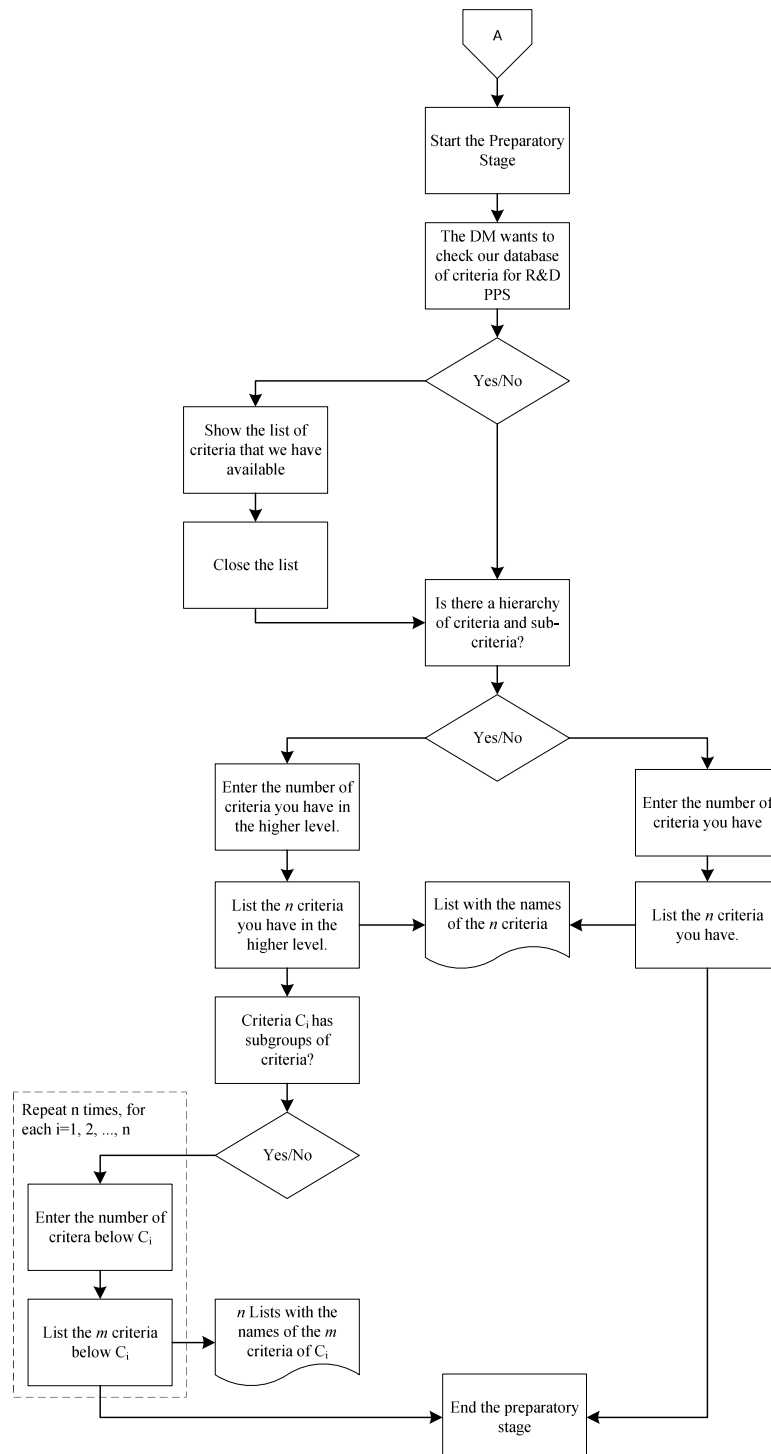 A
Start the Preparatory
Stage
The DM wants to
check our database
of criteria for R&D
PPS
Yes/No
Show the list of
criteria that we have
available
Close the list
Is there a hierarchy
of criteria and sub-
criteria?
Yes/No
Enter the number of
criteria you have in
the higher level.
Enter the number of
criteria you have
List the n criteria
you have in the
higher level.
List with the names
of the n criteria
List the n criteria
you have.
Criteria Ci has
subgroups of
criteria?
Repeat n times, for
each i=1, 2, ..., n
Yes/No
Enter the number of
critera below Ci
List the m criteria
below Ci
n Lists with the
names of the m
criteria of Ci
End the preparatory
stage